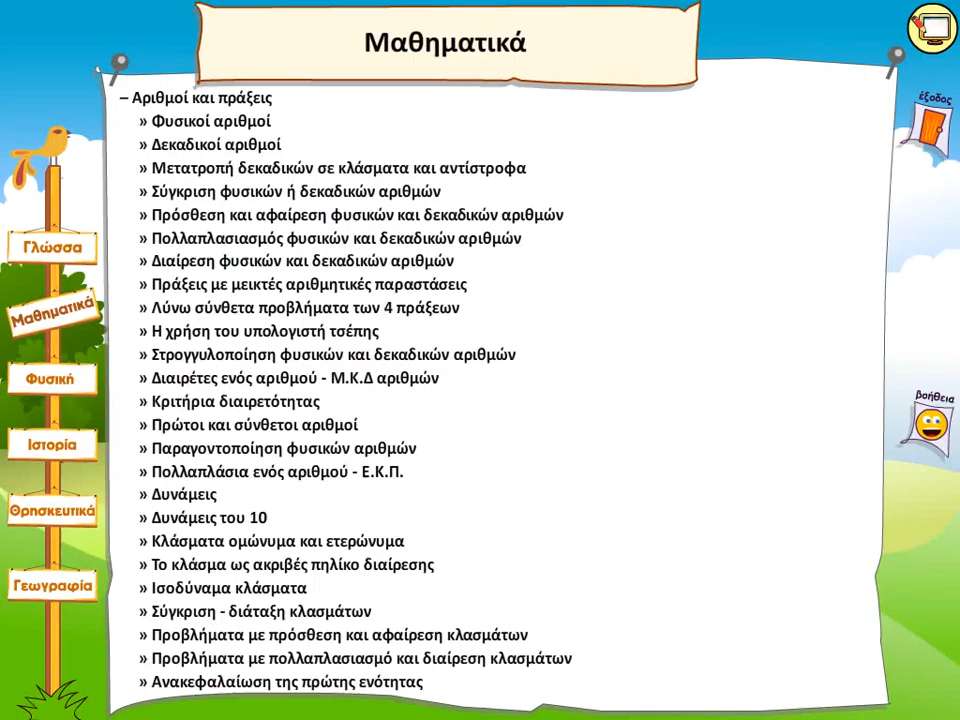 Μαθηματικά
έξοδος
– Αριθμοί και πράξεις
» Φυσικοί αριθμοί
» Δεκαδικοί αριθμοί
» Μετατροπή δεκαδικών σε κλάσματα και αντίστροφα
» Σύγκριση φυσικών ή δεκαδικών αριθμών
» Πρόσθεση και αφαίρεση φυσικών και δεκαδικών αριθμών
» Πολλαπλασιασμός φυσικών και δεκαδικών αριθμών
» Διαίρεση φυσικών και δεκαδικών αριθμών
» Πράξεις με μεικτές αριθμητικές παραστάσεις
» Λύνω σύνθετα προβλήματα των 4 πράξεων
» Η χρήση του υπολογιστή τσέπης
» Στρογγυλοποίηση φυσικών και δεκαδικών αριθμών
» Διαιρέτες ενός αριθμού - Μ.Κ.Δ αριθμών
» Κριτήρια διαιρετότητας
» Πρώτοι και σύνθετοι αριθμοί
» Παραγοντοποίηση φυσικών αριθμών
» Πολλαπλάσια ενός αριθμού - Ε.Κ.Π.
» Δυνάμεις
» Δυνάμεις του 10
» Κλάσματα ομώνυμα και ετερώνυμα
» Το κλάσμα ως ακριβές πηλίκο διαίρεσης
» Ισοδύναμα κλάσματα
» Σύγκριση - διάταξη κλασμάτων
» Προβλήματα με πρόσθεση και αφαίρεση κλασμάτων
» Προβλήματα με πολλαπλασιασμό και διαίρεση κλασμάτων
» Ανακεφαλαίωση της πρώτης ενότητας
Γλώσσα
Μαθηματικά
Φυσική
Ιστορία
Θρησκευτικά
Γεωγραφία
βοήθεια